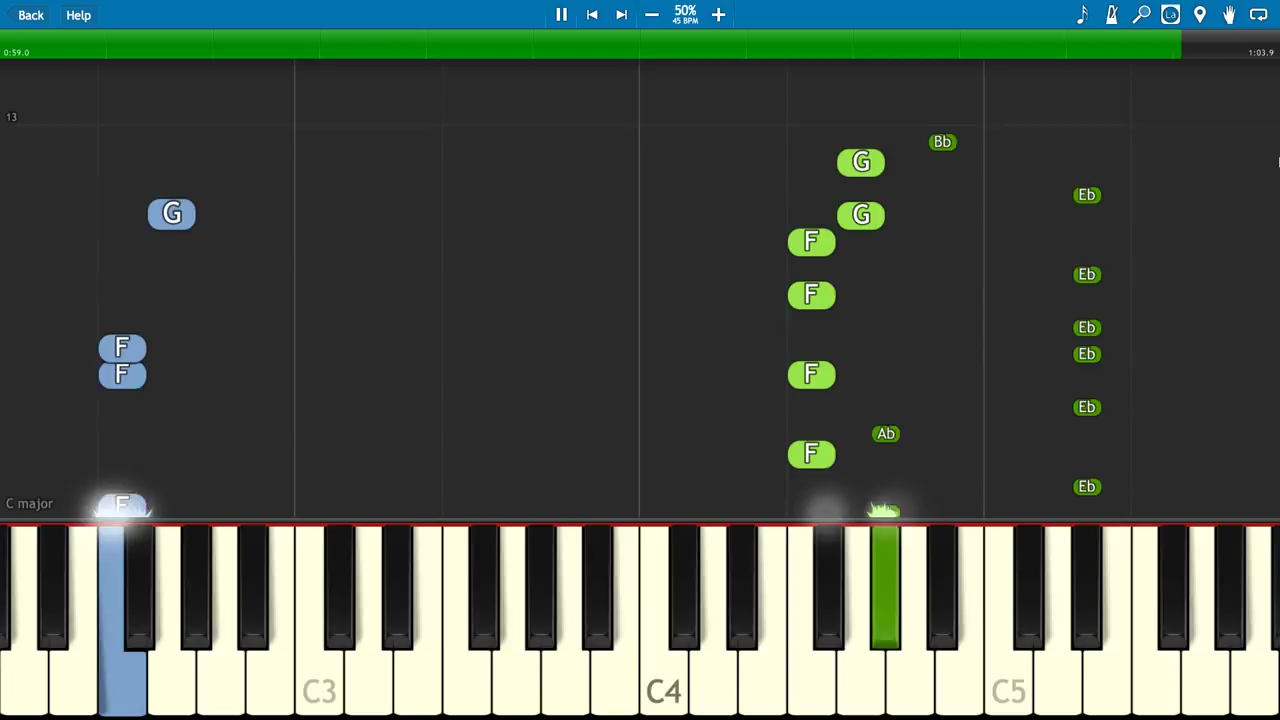 Back Help 50%
45 BPM La
0:59.0 1:03.9
13
Bb
G
Eb
G G
F
Eb
F
Eb
F Eb
F F
Eb
Ab
F
Eb
C major F
C3 C4 C5